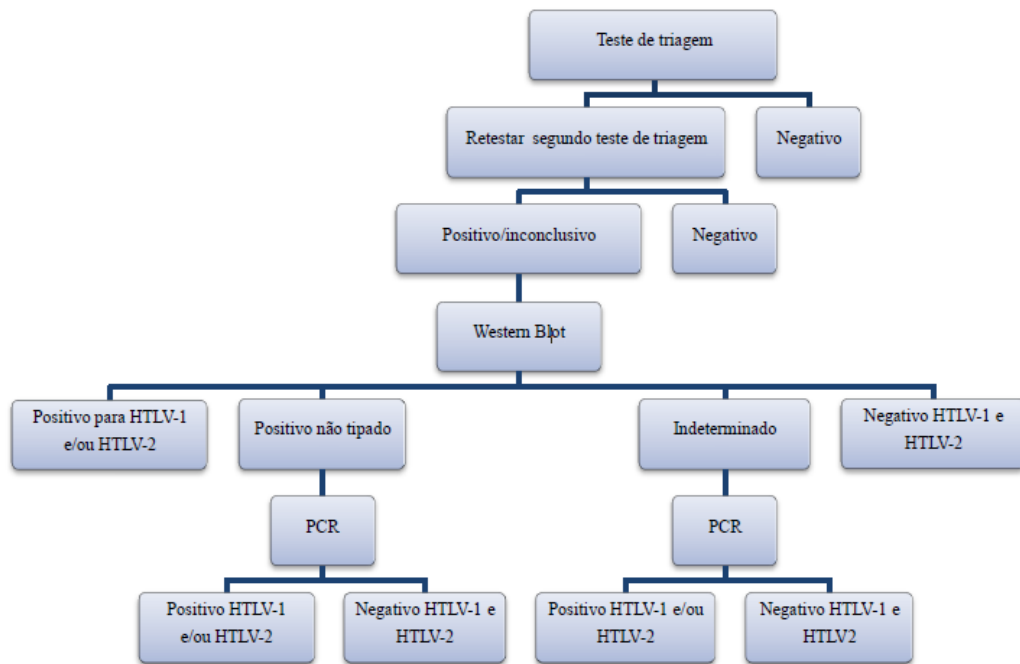 Teste de triagem
Retestar segundo teste de triagem
Negativo
Positivo/inconclusivo
Negativo
Western Blot
Positivo para HTLV-1
e/ou HTLV-2
Positivo não tipado
Indeterminado
Negativo HTLV-1 e
HTLV-2
PCR
PCR
Positivo HTLV-1
e/ou HTLV-2
Negativo HTLV-1 e
HTLV-2
Positivo HTLV-1 e/ou
HTLV-2
Negativo HTLV-1 e
HTLV2